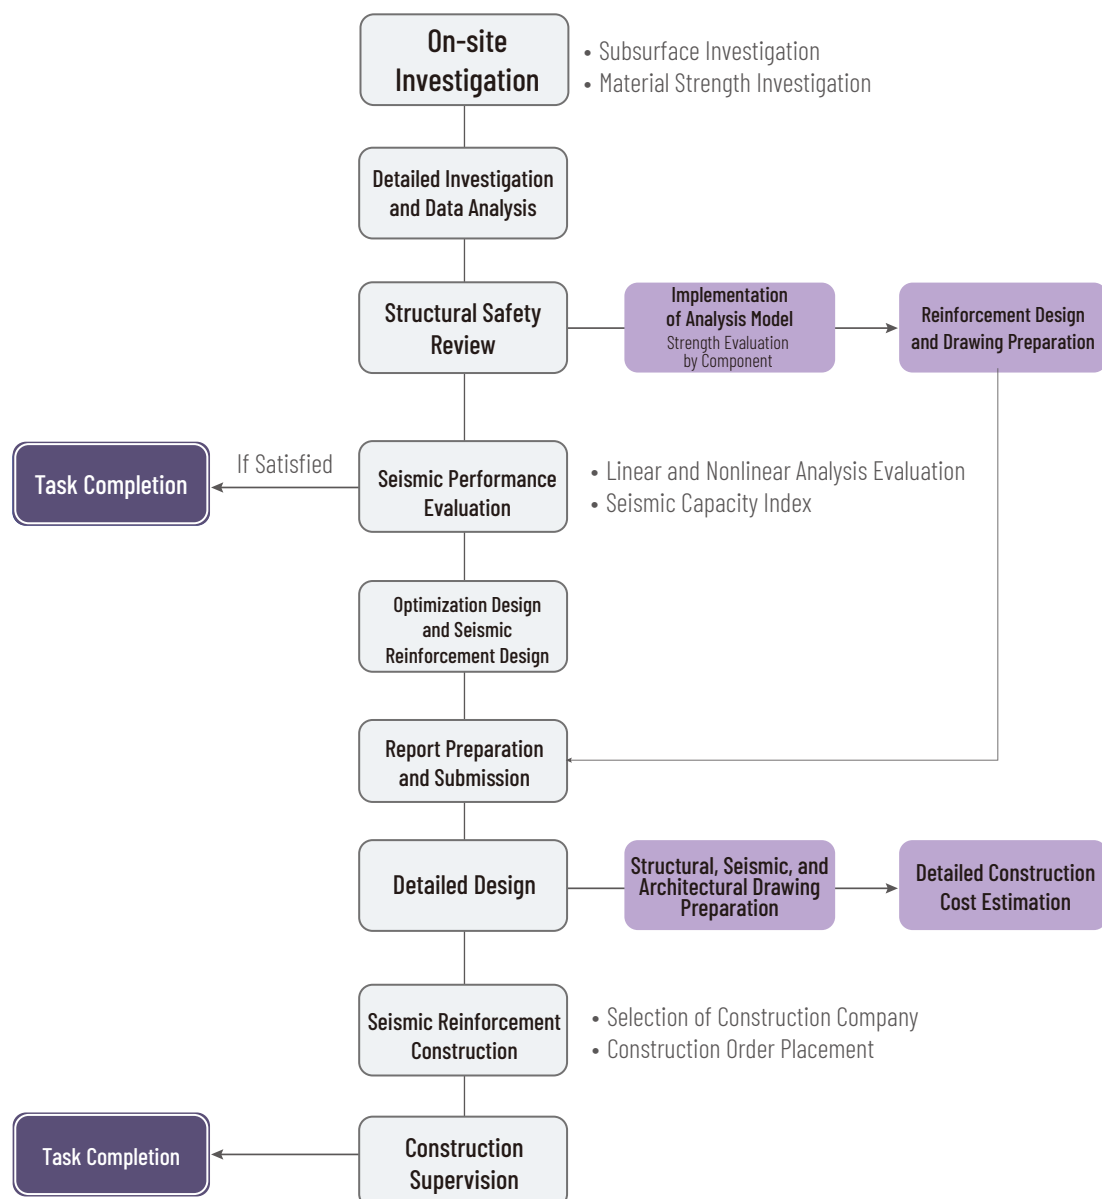 On-site
Investigation
• Subsurface Investigation
• Material Strength Investigation
Detailed Investigation
and Data Analysis
Structural Safety
Review
Implementation
of Analysis Model
Strength Evaluation
by Component
Reinforcement Design
and Drawing Preparation
Task Completion
If Satisfied
Seismic Performance
Evaluation
• Linear and Nonlinear Analysis Evaluation
• Seismic Capacity Index
Optimization Design
and Seismic
Reinforcement Design
Report Preparation
and Submission
Detailed Design
Structural, Seismic, and
Architectural Drawing
Preparation
Detailed Construction
Cost Estimation
Seismic Reinforcement
Construction
• Selection of Construction Company
• Construction Order Placement
Task Completion
Construction
Supervision